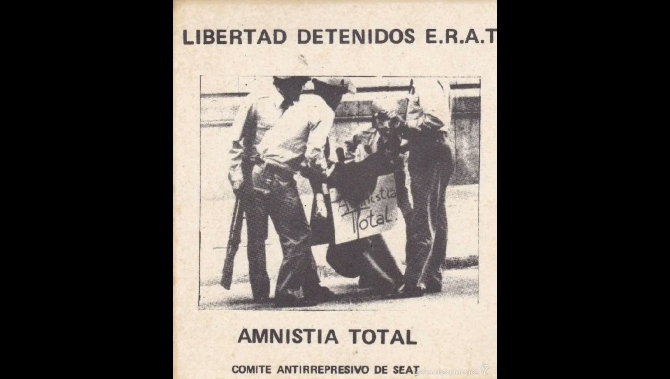 LIBERTAD DETENIDOS E.R.A.T
Amnistia
Total.
AMNISTIA TOTAL
COMITE ANTIRREPRESIVO DE SEAT